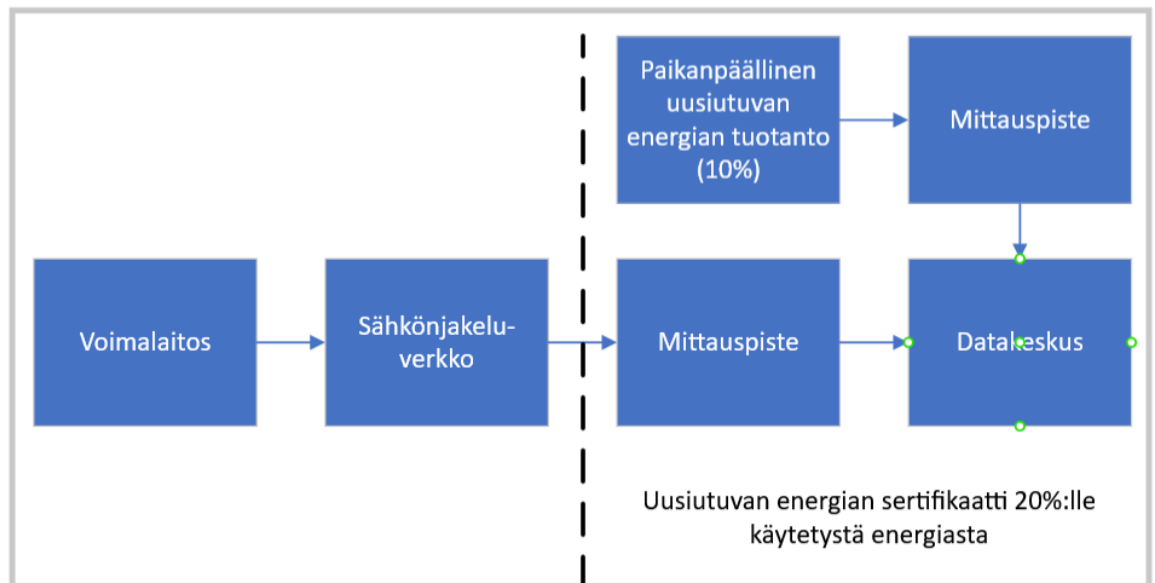 Paikanpäällinen
uusiutuvan
energian tuotanto
(10%)
Mittauspiste
Voimalaitos
Sähkönjakelu-
verkko
Mittauspiste
Datakeskus
Uusiutuvan energian sertifikaatti 20%:lle
käytetystä energiasta